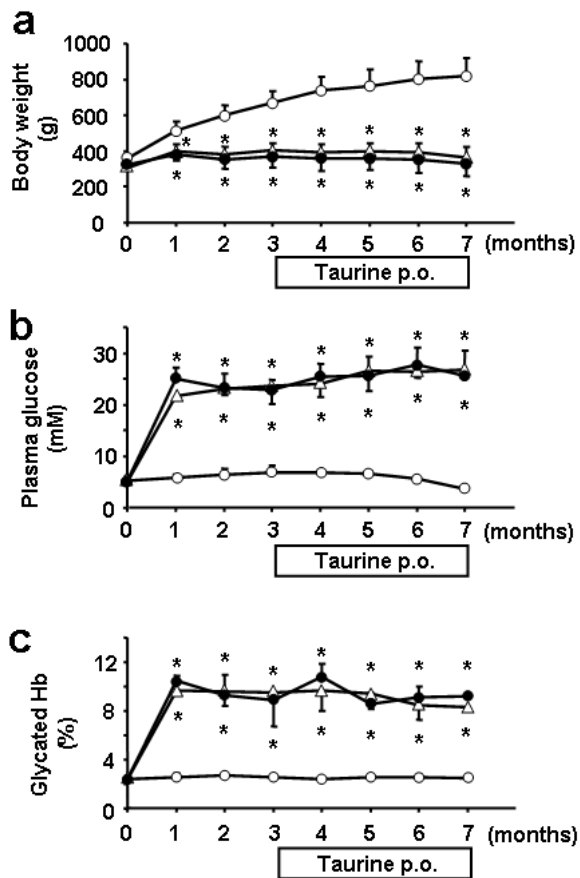 a
Body weight
(g)
1000
800
600
400
200
0
* * * * * * *
* * * * * * *
0 1 2 3 4 5 6 7 (months)
Taurine p.o.
b
Plasma glucose
(mM)
30
20
10
0
* * * * * * *
* * * * * * *
0 1 2 3 4 5 6 7 (months)
Taurine p.o.
c
Glycated Hb
(%)
12
8
4
0
* * * * * * *
* * * * * * *
0 1 2 3 4 5 6 7 (months)
Taurine p.o.